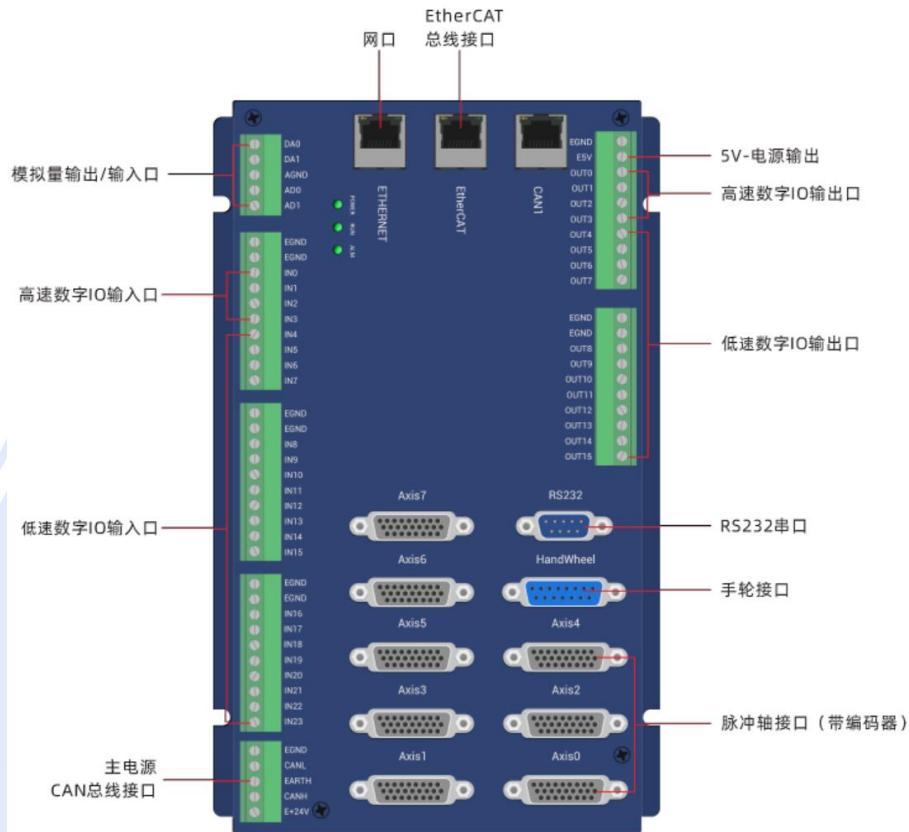 EtherCAT
总线接口
网口
模拟量输出/输入口
高速数字IO输入口
低速数字IO输入口
主电源
CAN总线接口
DA0
DA1
AGND
AD0
AD1
EGND
EGND
IN0
IN1
IN2
IN3
IN4
IN5
IN6
IN7
EGND
EGND
IN8
IN9
IN10
IN11
IN12
IN13
IN14
IN15
EGND
EGND
IN16
IN17
IN18
IN19
IN20
IN21
IN22
IN23
EGND
CANL
EARTH
CANH
E+24V
POWER
RUN
ALM
ETHERNET
EtherCAT
CAN1
Axis7
RS232
Axis6
HandWheel
Axis5
Axis4
Axis3
Axis2
Axis1
Axis0
EGND
E5V
OUT0
OUT1
OUT2
OUT3
OUT4
OUT5
OUT6
OUT7
EGND
EGND
OUT8
OUT9
OUT10
OUT11
OUT12
OUT13
OUT14
OUT15
5V-电源输出
高速数字IO输出口
低速数字IO输出口
RS232串口
手轮接口
脉冲轴接口（带编码器）